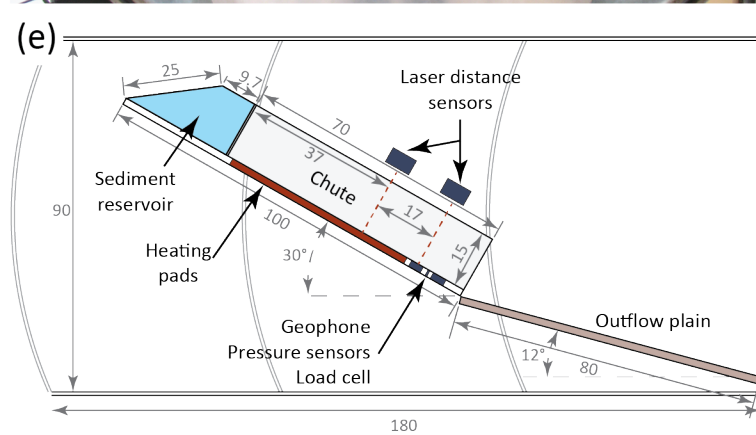 (e)
25
9.7
Laser distance
sensors
70
37
Chute
17
Sediment
reservoir
90
100
Heating
pads
30°
15
Geophone
Pressure sensors
Load cell
Outflow plain
12°
80
180